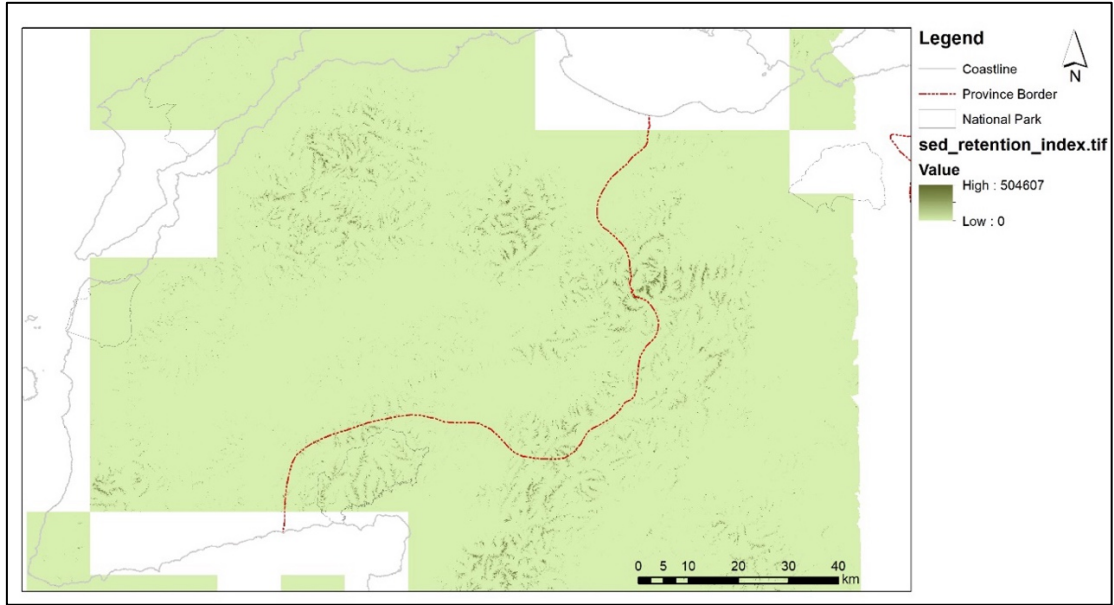 Legend
N
Coastline
Province Border
National Park
sed_retention_index.tif
Value
High : 504607
Low : 0
0 5 10 20 30 40
km